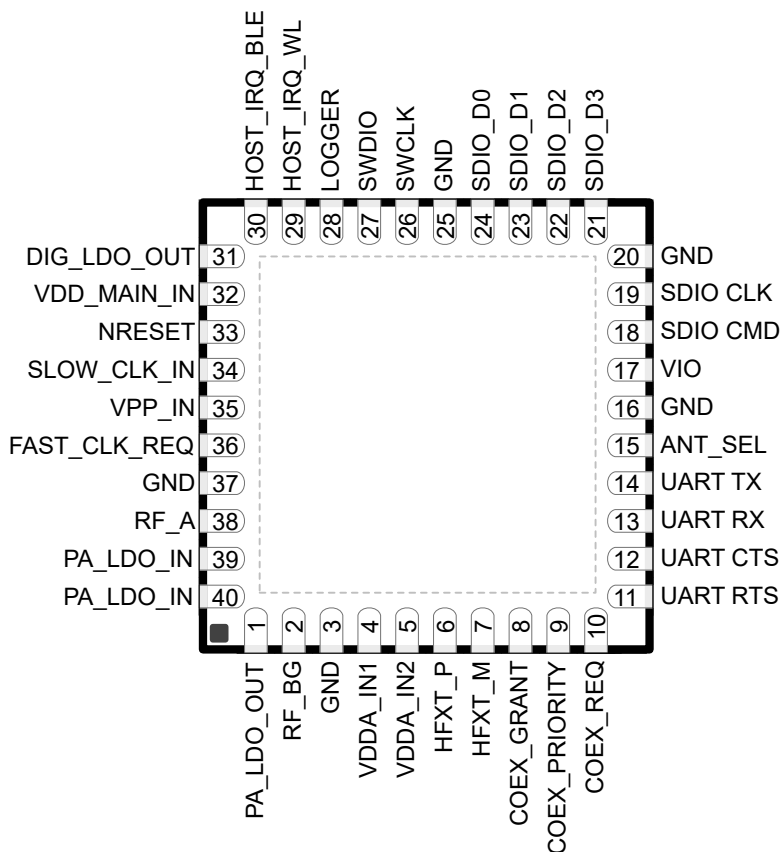 HOST_IRQ_BLE
HOST_IRQ_WL
LOGGER
SWDIO
SWCLK
GND
SDIO_D0
SDIO_D1
SDIO_D2
SDIO_D3
30
29
28
27
26
25
24
23
22
21
DIG_LDO_OUT 31
VDD_MAIN_IN 32
NRESET 33
SLOW_CLK_IN 34
VPP_IN 35
FAST_CLK_REQ 36
GND 37
RF_A 38
PA_LDO_IN 39
PA_LDO_IN 40
20 GND
19 SDIO CLK
18 SDIO CMD
17 VIO
16 GND
15 ANT_SEL
14 UART TX
13 UART RX
12 UART CTS
11 UART RTS
1
2
3
4
5
6
7
8
9
10
PA_LDO_OUT
RF_BG
GND
VDDA_IN1
VDDA_IN2
HFXT_P
HFXT_M
COEX_GRANT
COEX_PRIORITY
COEX_REQ